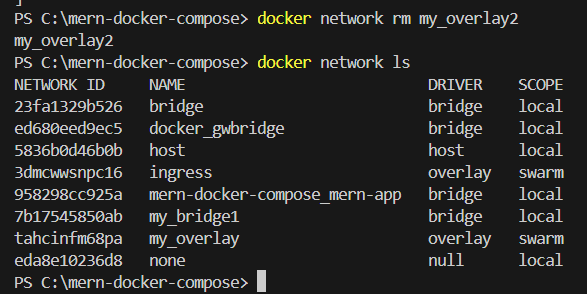 ]
PS C:\mern-docker-compose> docker network rm my_overlay2
my_overlay2
PS C:\mern-docker-compose> docker network ls
NETWORK ID     NAME                           DRIVER    SCOPE
23fa1329b526   bridge                         bridge    local
ed680eed9ec5   docker_gwbridge                bridge    local
5836b0d46b0b   host                           host      local
3dmcwwsnpc16   ingress                        overlay   swarm
958298cc925a   mern-docker-compose_mern-app   bridge    local
7b17545850ab   my_bridge1                     bridge    local
tahcinfm68pa   my_overlay                     overlay   swarm
eda8e10236d8   none                           null      local
PS C:\mern-docker-compose>